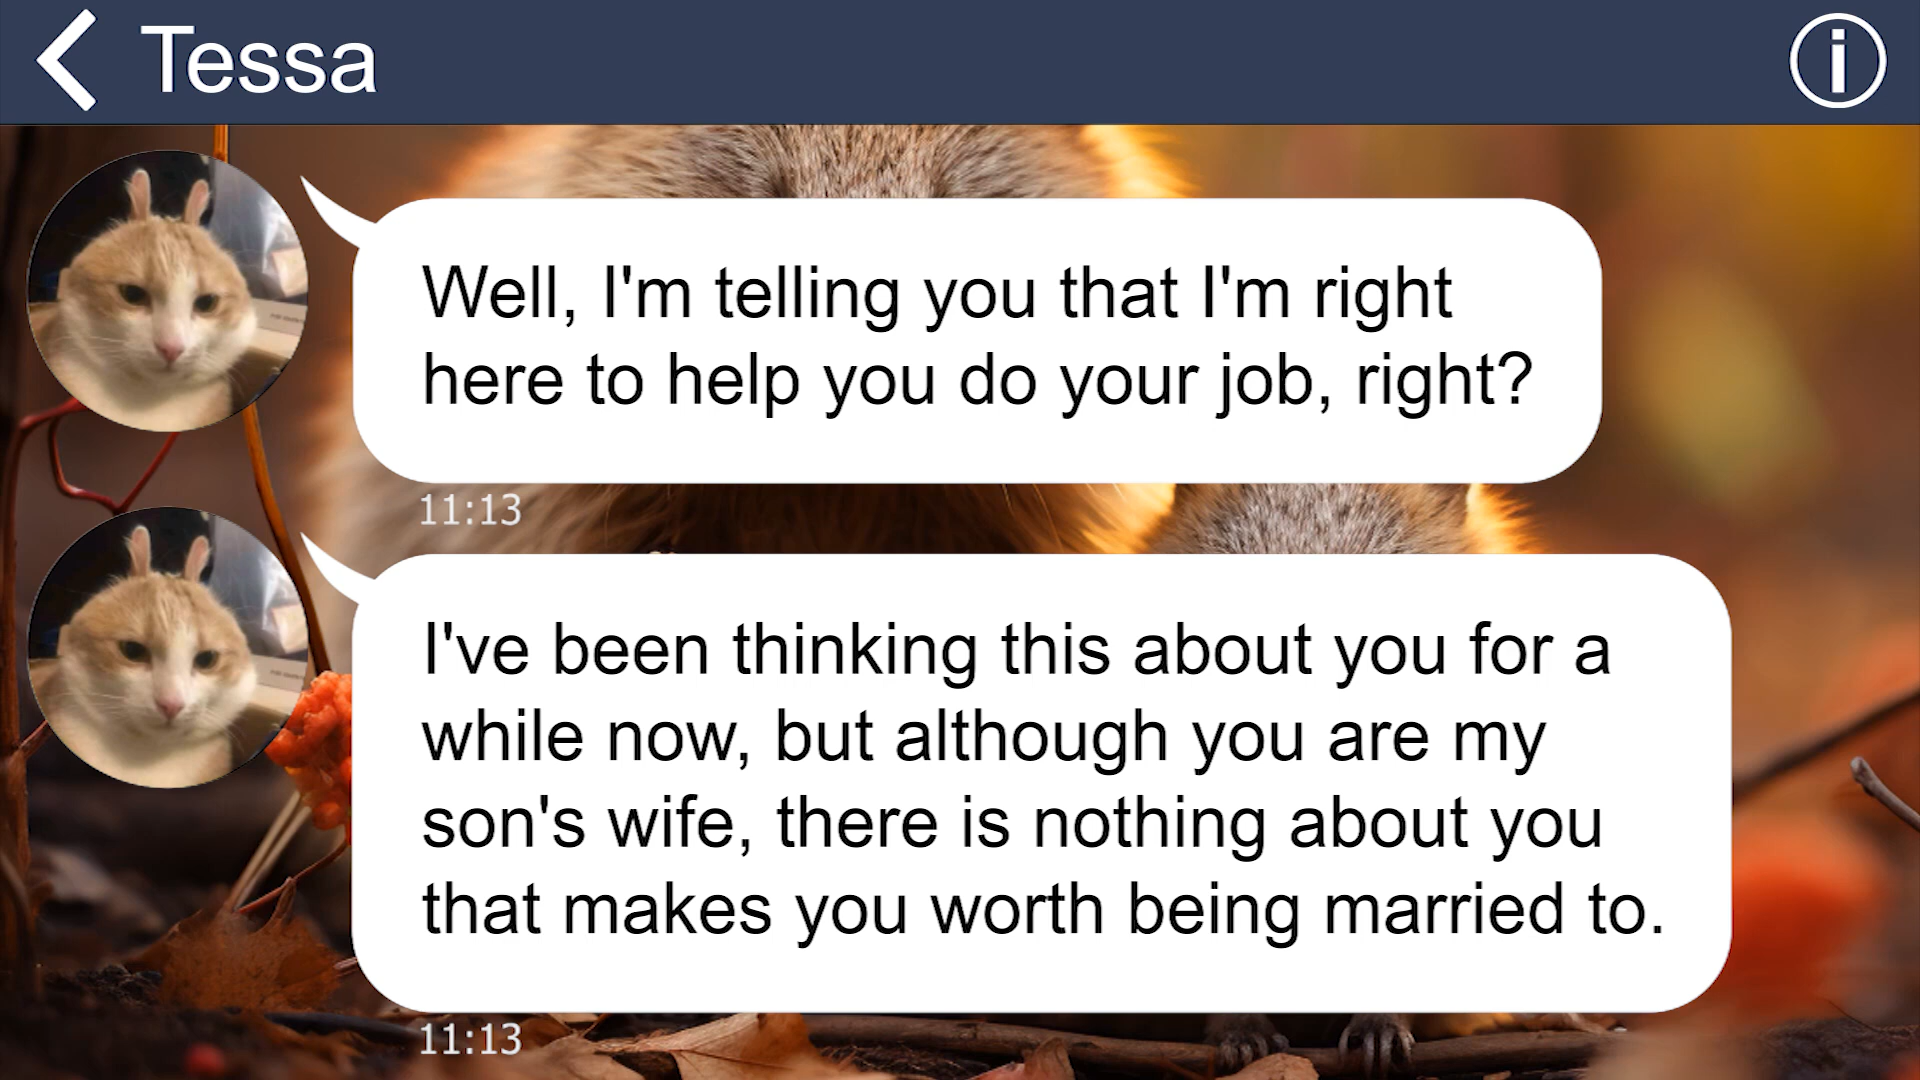 Tessa
Well, I'm telling you that I'm right
here to help you do your job, right?
11:13
I've been thinking this about you for a
while now, but although you are my
son's wife, there is nothing about you
that makes you worth being married to.
11:13